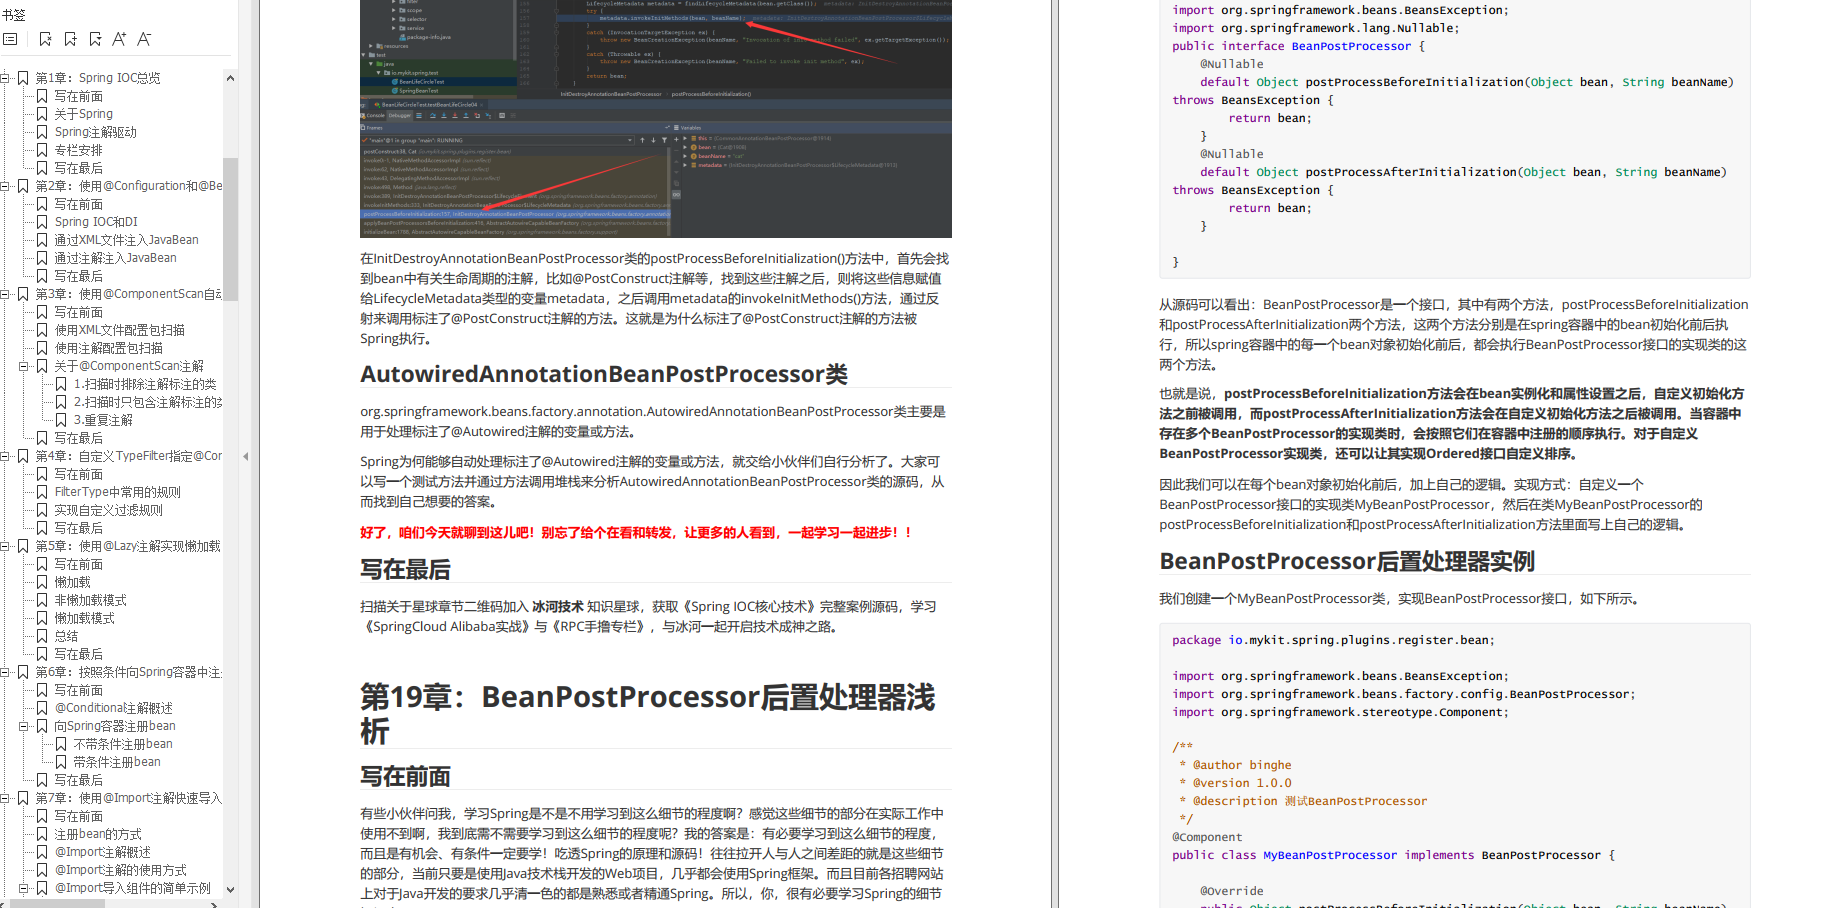 书签
第1章：Spring IOC总览
写在前面
关于Spring
Spring注解驱动
专栏安排
写在最后
第2章：使用@Configuration和@Be
写在前面
Spring IOC和DI
通过XML文件注入JavaBean
通过注解注入JavaBean
写在最后
第3章：使用@ComponentScan自动
写在前面
使用XML文件配置包扫描
使用注解配置包扫描
关于@ComponentScan注解
1.扫描时排除注解标注的类
2.扫描时只包含注解标注的类
3.重复注解
写在最后
第4章：自定义TypeFilter指定@Cor
写在前面
FilterType中常用的规则
实现自定义过滤规则
写在最后
第5章：使用@Lazy注解实现懒加载
写在前面
懒加载
非懒加载模式
懒加载模式
总结
写在最后
第6章：按照条件向Spring容器中注
写在前面
@Conditional注解概述
向Spring容器注册bean
不带条件注册bean
带条件注册bean
写在最后
第7章：使用@Import注解快速导入
写在前面
注册bean的方式
@Import注解概述
@Import注解的使用方式
@Import导入组件的简单示例
LifecycleMetadata metadata = findLifecycleMetadata(bean.getClass());
try {
metadata.invokeInitMethods(bean, beanName);
}
catch (InvocationTargetException ex) {
throw new BeanCreationException(beanName, "Invocation of init method failed", ex.getTargetException());
}
catch (Throwable ex) {
throw new BeanCreationException(beanName, "Failed to invoke init method", ex);
}
return bean;
scope
selector
service
package-info.java
resources
test
java
io.mykit.spring.test
BeanLifeCircleTest
SpringBeanTest
InitDestroyAnnotationBeanPostProcessor › postProcessBeforeInitialization()
BeanLifeCircleTest.testBeanLifeCircle04
Console Debugger
Frames
Variables
"main"@1 in group "main": RUNNING
在InitDestroyAnnotationBeanPostProcessor类的postProcessBeforeInitialization()方法中，首先会找
到bean中有关生命周期的注解，比如@PostConstruct注解等，找到这些注解之后，则将这些信息赋值
给LifecycleMetadata类型的变量metadata，之后调用metadata的invokeInitMethods()方法，通过反
射来调用标注了@PostConstruct注解的方法。这就是为什么标注了@PostConstruct注解的方法被
Spring执行。
AutowiredAnnotationBeanPostProcessor类
org.springframework.beans.factory.annotation.AutowiredAnnotationBeanPostProcessor类主要是
用于处理标注了@Autowired注解的变量或方法。
Spring为何能够自动处理标注了@Autowired注解的变量或方法，就交给小伙伴们自行分析了。大家可
以写一个测试方法并通过方法调用堆栈来分析AutowiredAnnotationBeanPostProcessor类的源码，从
而找到自己想要的答案。
好了，咱们今天就聊到这儿吧！别忘了给个在看和转发，让更多的人看到，一起学习一起进步！！
写在最后
扫描关于星球章节二维码加入 冰河技术 知识星球，获取《Spring IOC核心技术》完整案例源码，学习
《SpringCloud Alibaba实战》与《RPC手撸专栏》，与冰河一起开启技术成神之路。
第19章：BeanPostProcessor后置处理器浅
析
写在前面
有些小伙伴问我，学习Spring是不是不用学习到这么细节的程度啊？感觉这些细节的部分在实际工作中
使用不到啊，我到底需不需要学习到这么细节的程度呢？我的答案是：有必要学习到这么细节的程度，
而且是有机会、有条件一定要学！吃透Spring的原理和源码！往往拉开人与人之间差距的就是这些细节
的部分，当前只要是使用Java技术栈开发的Web项目，几乎都会使用Spring框架。而且目前各招聘网站
上对于Java开发的要求几乎清一色的都是熟悉或者精通Spring。所以，你，很有必要学习Spring的细节
import org.springframework.beans.BeansException;
import org.springframework.lang.Nullable;
public interface BeanPostProcessor {
@Nullable
default Object postProcessBeforeInitialization(Object bean, String beanName)
throws BeansException {
return bean;
}
@Nullable
default Object postProcessAfterInitialization(Object bean, String beanName)
throws BeansException {
return bean;
}
}
从源码可以看出：BeanPostProcessor是一个接口，其中有两个方法，postProcessBeforeInitialization
和postProcessAfterInitialization两个方法，这两个方法分别是在spring容器中的bean初始化前后执
行，所以spring容器中的每一个bean对象初始化前后，都会执行BeanPostProcessor接口的实现类的这
两个方法。
也就是说，postProcessBeforeInitialization方法会在bean实例化和属性设置之后，自定义初始化方
法之前被调用，而postProcessAfterInitialization方法会在自定义初始化方法之后被调用。当容器中
存在多个BeanPostProcessor的实现类时，会按照它们在容器中注册的顺序执行。对于自定义
BeanPostProcessor实现类，还可以让其实现Ordered接口自定义排序。
因此我们可以在每个bean对象初始化前后，加上自己的逻辑。实现方式：自定义一个
BeanPostProcessor接口的实现类MyBeanPostProcessor，然后在类MyBeanPostProcessor的
postProcessBeforeInitialization和postProcessAfterInitialization方法里面写上自己的逻辑。
BeanPostProcessor后置处理器实例
我们创建一个MyBeanPostProcessor类，实现BeanPostProcessor接口，如下所示。
package io.mykit.spring.plugins.register.bean;
import org.springframework.beans.BeansException;
import org.springframework.beans.factory.config.BeanPostProcessor;
import org.springframework.stereotype.Component;
/**
* @author binghe
* @version 1.0.0
* @description 测试BeanPostProcessor
*/
@Component
public class MyBeanPostProcessor implements BeanPostProcessor {
@Override
public Object postProcessBeforeInitialization(Object bean, String beanName)